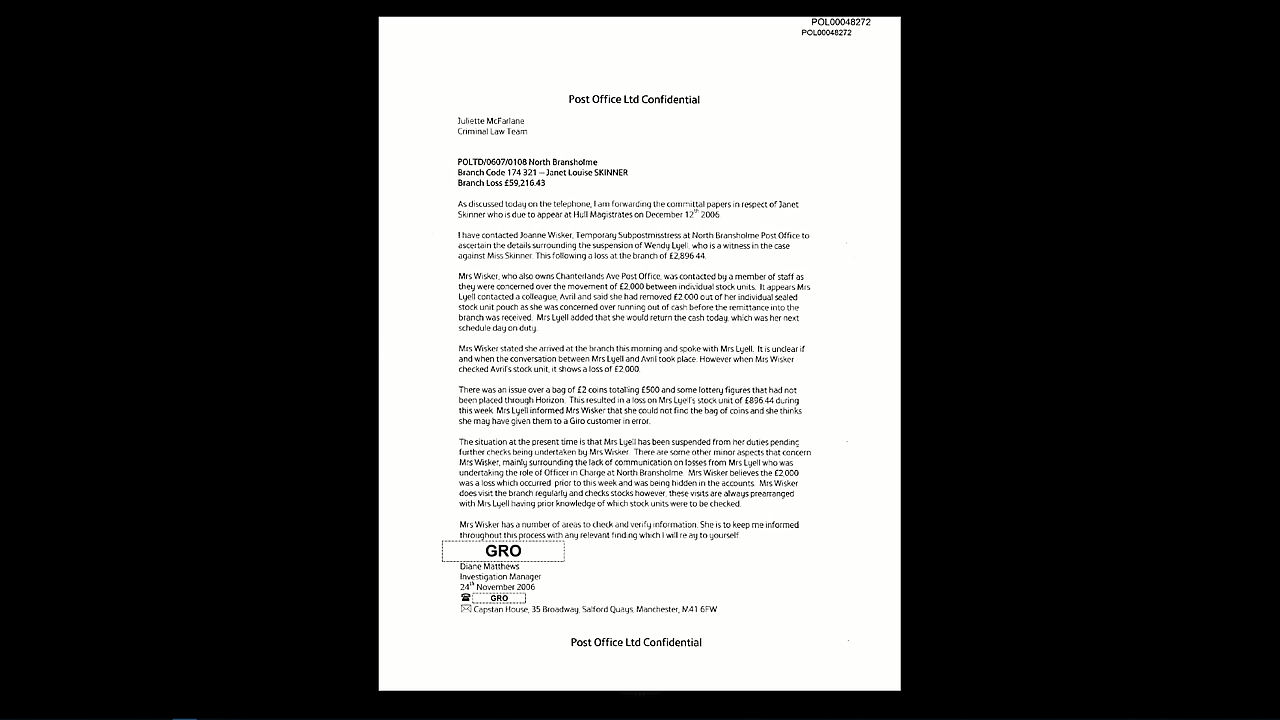 POL00048272
POL00048272
Post Office Ltd Confidential
Juliette McFarlane
Criminal Law Team
POLTD/0607/0108 North Bransholme
Branch Code 174 321 – Janet Louise SKINNER
Branch Loss £59,216.43
As discussed today on the telephone, I am forwarding the committal papers in respect of Janet
Skinner who is due to appear at Hull Magistrates on December 12th 2006
I have contacted Joanne Wisker, Temporary Subpostmisstress at North Bransholme Post Office to
ascertain the details surrounding the suspension of Wendy Lyell, who is a witness in the case
against Miss Skinner. This following a loss at the branch of £2,896.44.
Mrs Wisker, who also owns Chanterlands Ave Post Office, was contacted by a member of staff as
they were concerned over the movement of £2,000 between individual stock units. It appears Mrs
Lyell contacted a colleague, Avril and said she had removed £2,000 out of her individual sealed
stock unit pouch as she was concerned over running out of cash before the remittance into the
branch was received. Mrs Lyell added that she would return the cash today, which was her next
schedule day on duty.
Mrs Wisker stated she arrived at the branch this morning and spoke with Mrs Lyell. It is unclear if
and when the conversation between Mrs Lyell and Avril took place. However when Mrs Wisker
checked Avril's stock unit, it shows a loss of £2,000.
There was an issue over a bag of £2 coins totalling £500 and some lottery figures that had not
been placed through Horizon. This resulted in a loss on Mrs Lyell's stock unit of £896.44 during
this week. Mrs Lyell informed Mrs Wisker that she could not find the bag of coins and she thinks
she may have given them to a Giro customer in error.
The situation at the present time is that Mrs Lyell has been suspended from her duties pending
further checks being undertaken by Mrs Wisker. There are some other minor aspects that concern
Mrs Wisker, mainly surrounding the lack of communication on losses from Mrs Lyell who was
undertaking the role of Officer in Charge at North Bransholme. Mrs Wisker believes the £2,000
was a loss which occurred prior to this week and was being hidden in the accounts. Mrs Wisker
does visit the branch regularly and checks stocks however, these visits are always prearranged
with Mrs Lyell having prior knowledge of which stock units were to be checked.
Mrs Wisker has a number of areas to check and verify information. She is to keep me informed
throughout this process with any relevant finding which I will re ay to yourself
GRO
Diane Matthews
Investigation Manager
24th November 2006
GRO
Capstan House, 35 Broadway, Salford Quays, Manchester, M41 6FW
Post Office Ltd Confidential